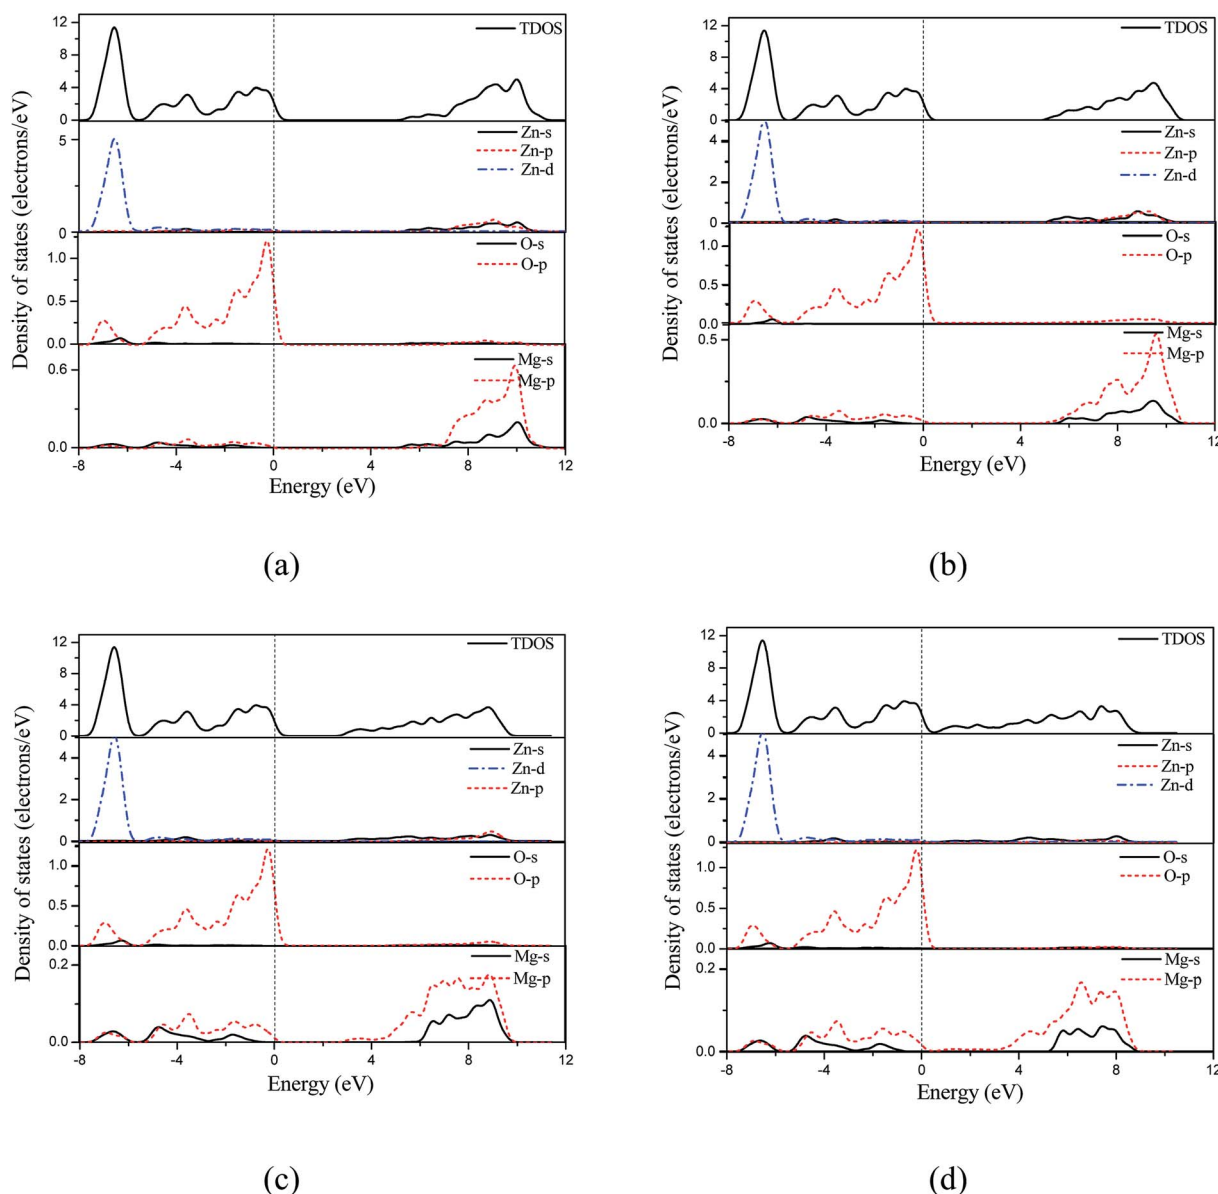 Density of states (electrons/eV)
12
8
4
0
TDOS
5
0
Zn-s
Zn-p
Zn-d
1.0
0.5
0.0
O-s
O-p
0.6
0.0
Mg-s
Mg-p
-8 -4 0 4 8 12
Energy (eV)
(a)
Density of states (electrons/eV)
12
8
4
0
TDOS
4
2
0
Zn-s
Zn-p
Zn-d
1.0
0.5
0.0
O-s
O-p
0.5
0.0
Mg-s
Mg-p
-8 -4 0 4 8 12
Energy (eV)
(b)
Density of states (electrons/eV)
12
8
4
0
TDOS
4
2
0
Zn-s
Zn-d
Zn-p
1.0
0.5
0.0
O-s
O-p
0.2
0.0
Mg-s
Mg-p
-8 -4 0 4 8 12
Energy (eV)
(c)
Density of states (electrons/eV)
12
8
4
0
TDOS
4
2
0
Zn-s
Zn-p
Zn-d
1.0
0.5
0.0
O-s
O-p
0.2
0.0
Mg-s
Mg-p
-8 -4 0 4 8 12
Energy (eV)
(d)